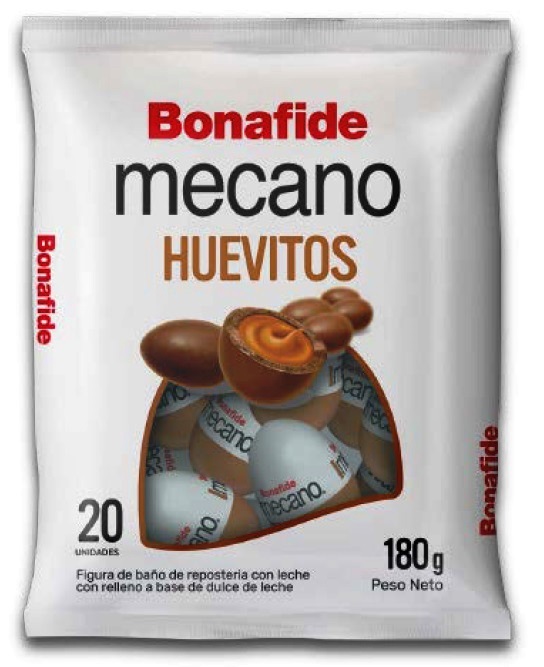 Bonafide
mecano
HUEVITOS
Bonafide
Bonafide
mecano
Bonafide
mecano.
Bonafide
20
UNIDADES
180 g
Peso Neto
Figura de baño de reposteria con leche
con relleno a base de dulce de leche